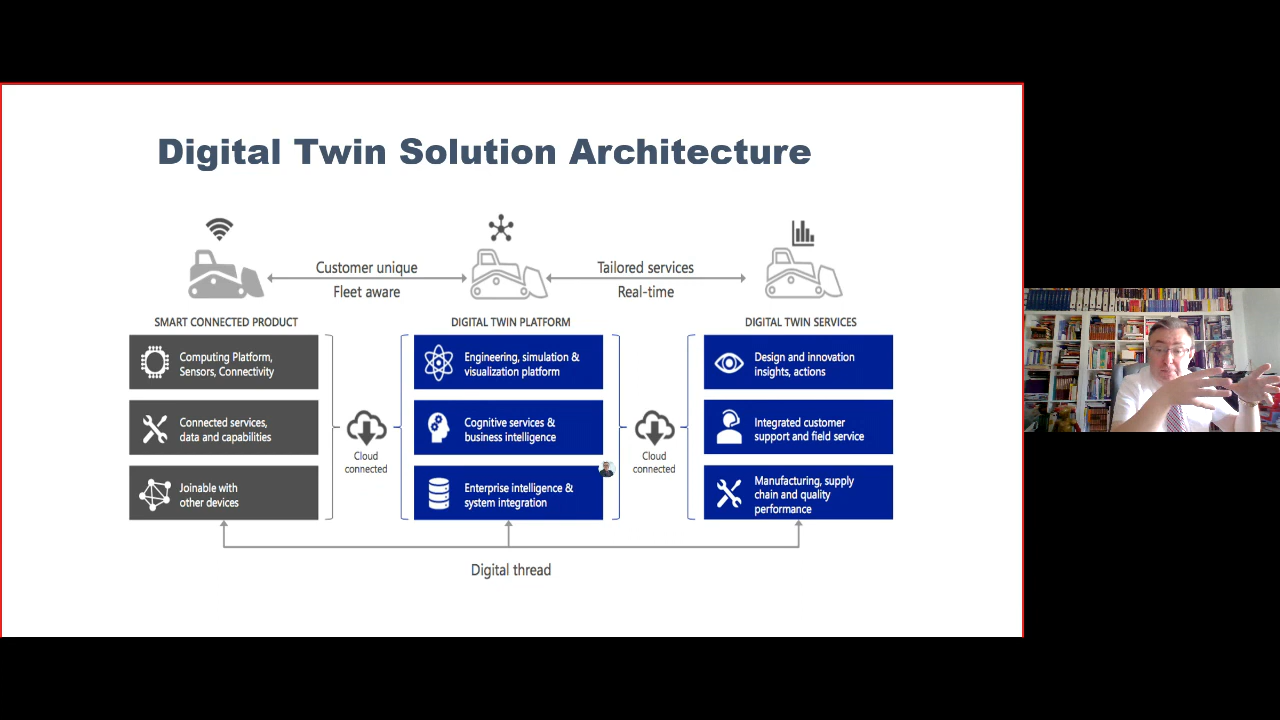 Digital Twin Solution Architecture
Customer unique
Fleet aware
Tailored services
Real-time
SMART CONNECTED PRODUCT
DIGITAL TWIN PLATFORM
DIGITAL TWIN SERVICES
Computing Platform,
Sensors, Connectivity
Connected services,
data and capabilities
Joinable with
other devices
Cloud
connected
Engineering, simulation &
visualization platform
Cognitive services &
business intelligence
Enterprise intelligence &
system integration
Cloud
connected
Design and innovation
insights, actions
Integrated customer
support and field service
Manufacturing, supply
chain and quality
performance
Digital thread